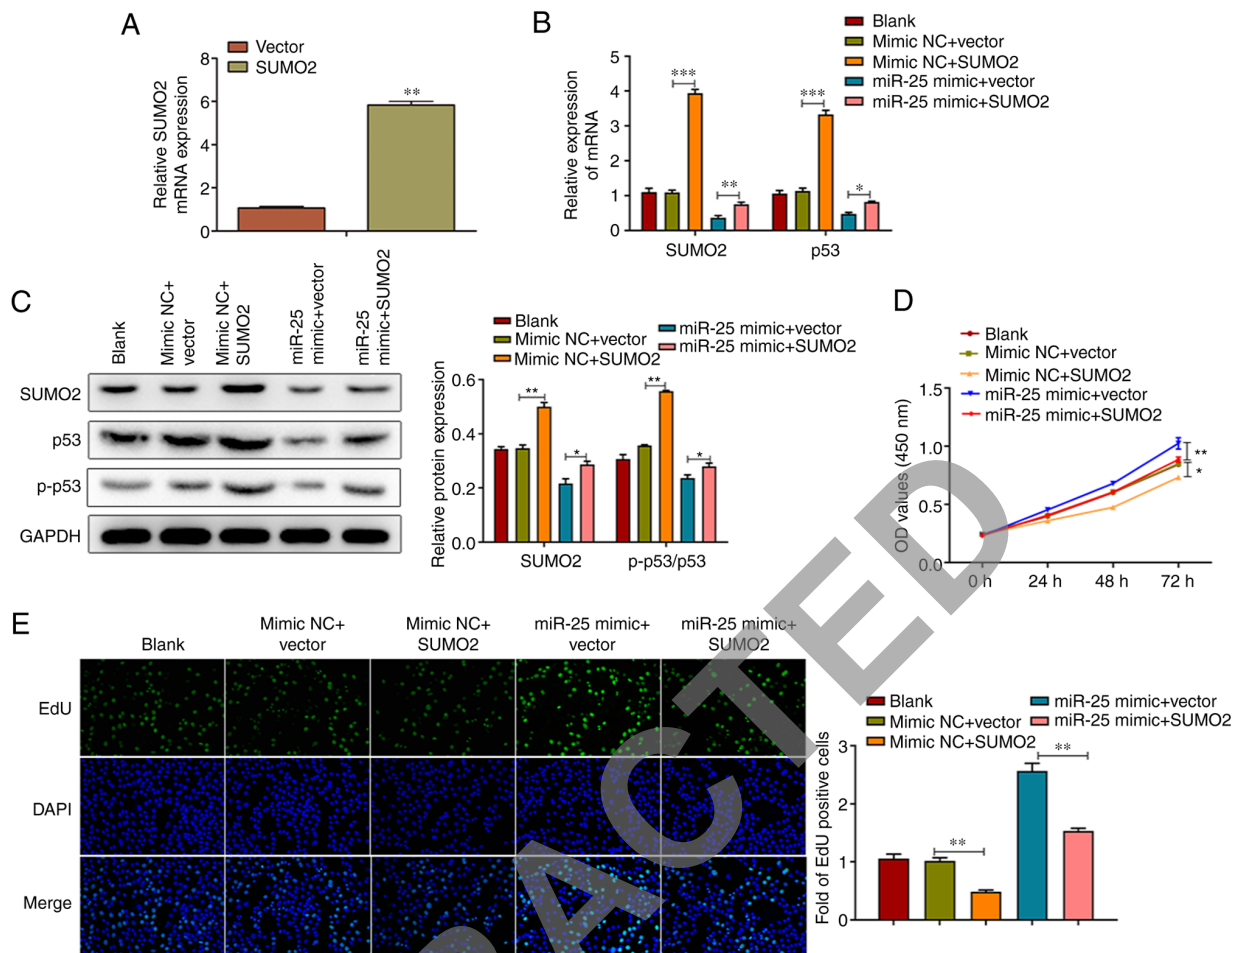 A
Vector
SUMO2
Relative SUMO2
mRNA expression
8
6
4
2
0
**
B
Blank
Mimic NC+vector
Mimic NC+SUMO2
miR-25 mimic+vector
miR-25 mimic+SUMO2
Relative expression
of mRNA
5
4
3
2
1
0
***
**
***
*
SUMO2
p53
C
Blank
Mimic NC+
vector
Mimic NC+
SUMO2
miR-25
mimic+vector
miR-25
mimic+SUMO2
SUMO2
p53
p-p53
GAPDH
Blank
Mimic NC+vector
Mimic NC+SUMO2
miR-25 mimic+vector
miR-25 mimic+SUMO2
Relative protein expression
0.6
0.4
0.2
0.0
**
*
**
*
SUMO2
p-p53/p53
D
Blank
Mimic NC+vector
Mimic NC+SUMO2
miR-25 mimic+vector
miR-25 mimic+SUMO2
OD values (450 nm)
1.5
1.0
0.5
0.0
**
*
0 h
24 h
48 h
72 h
E
Blank
Mimic NC+
vector
Mimic NC+
SUMO2
miR-25 mimic+
vector
miR-25 mimic+
SUMO2
EdU
DAPI
Merge
Blank
Mimic NC+vector
Mimic NC+SUMO2
miR-25 mimic+vector
miR-25 mimic+SUMO2
Fold of EdU positive cells
3
2
1
0
**
**
RACTED